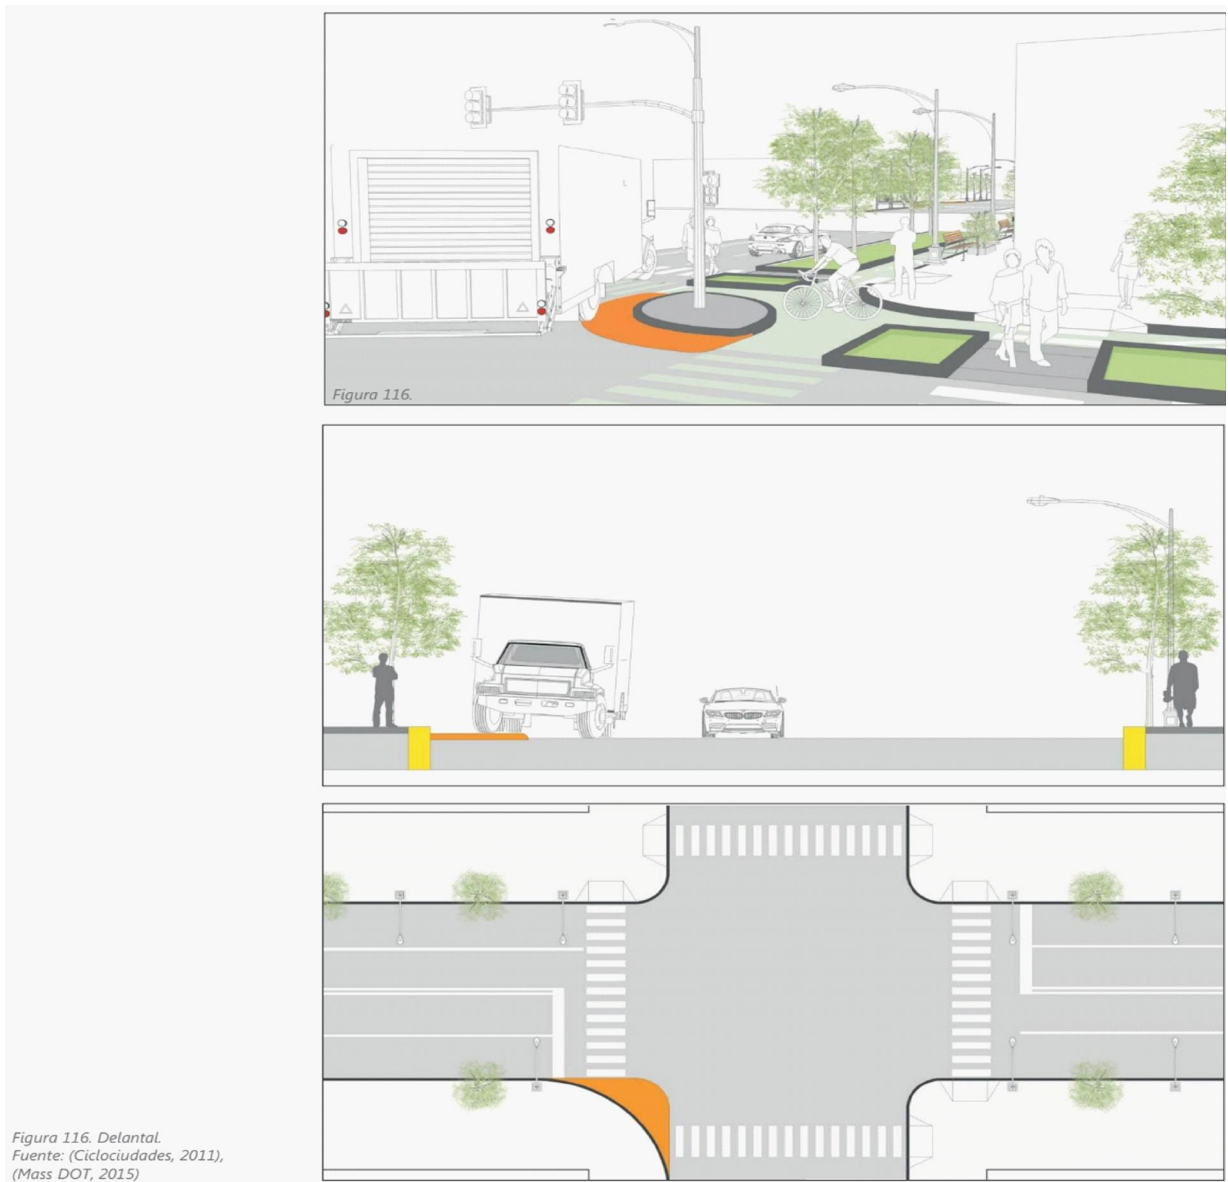 Figura 116.
Figura 116. Delantal.
Fuente: (Ciclociudades, 2011),
(Mass DOT, 2015)